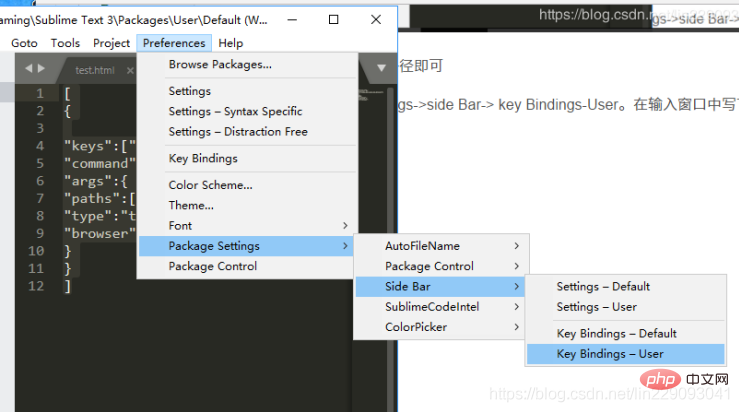 aming\Sublime Text 3\Packages\User\Default (W...
https://blog.csdn.net/lin229093
gs->side Bar->
Goto Tools Project Preferences Help
test.html
径即可
gs->side Bar-> key Bindings-User。在输入窗口中写
Browse Packages...
Settings
Settings – Syntax Specific
Settings – Distraction Free
Key Bindings
Color Scheme...
Theme...
Font
Package Settings
Package Control
1 [
2 {
3
4 "keys":["
5 "command"
6 "args":{
7 "paths":[
8 "type":"t
9 "browser"
10 }
11 }
12 ]
AutoFileName
Package Control
Side Bar
SublimeCodeIntel
ColorPicker
Settings – Default
Settings – User
Key Bindings – Default
Key Bindings – User
php 中文网
https://blog.csdn.net/lin229093041